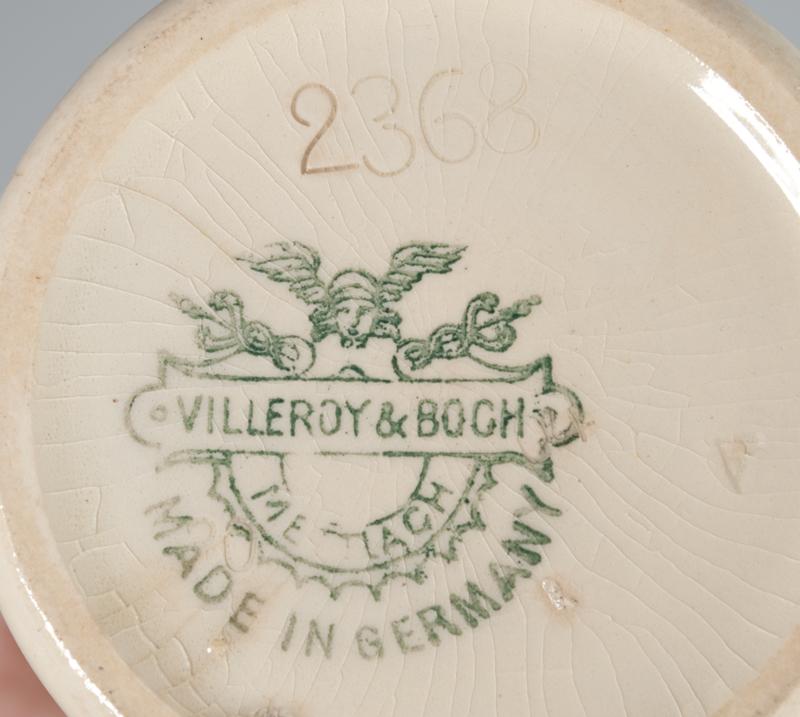 2368
VILLEROY & BOCH
METTLACH
MADE IN GERMANY